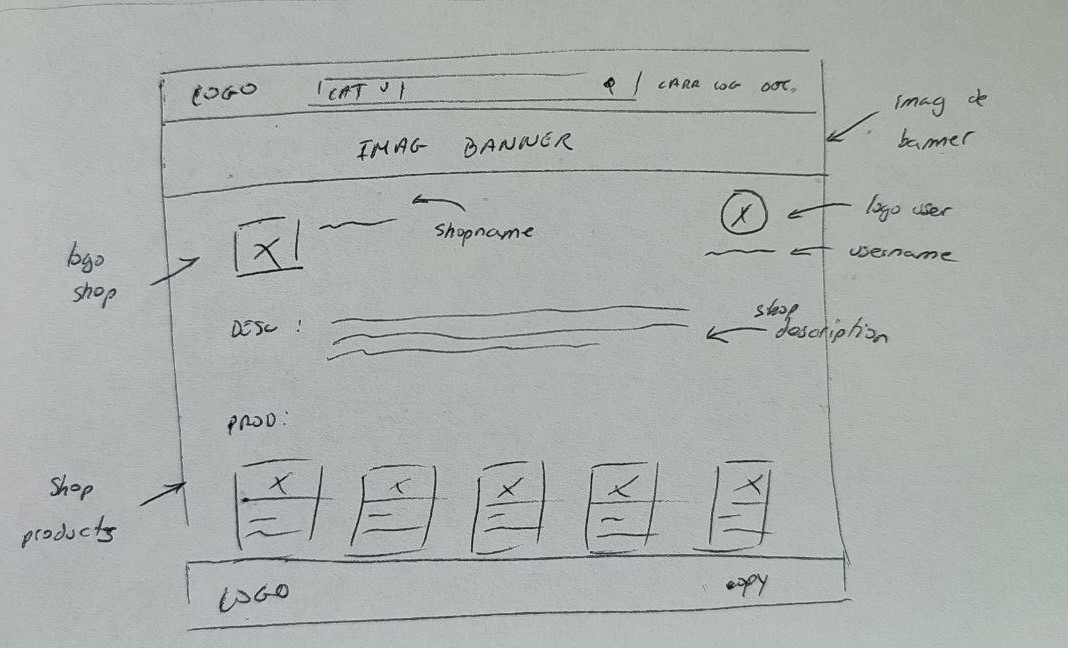 LOGO
CAT
CARR LOG OUT.
imag de
banner
IMAG BANNER
logo user
shopname
username
logo
shop
DESC :
shop
description
PROD:
Shop
products
LOGO
COPY